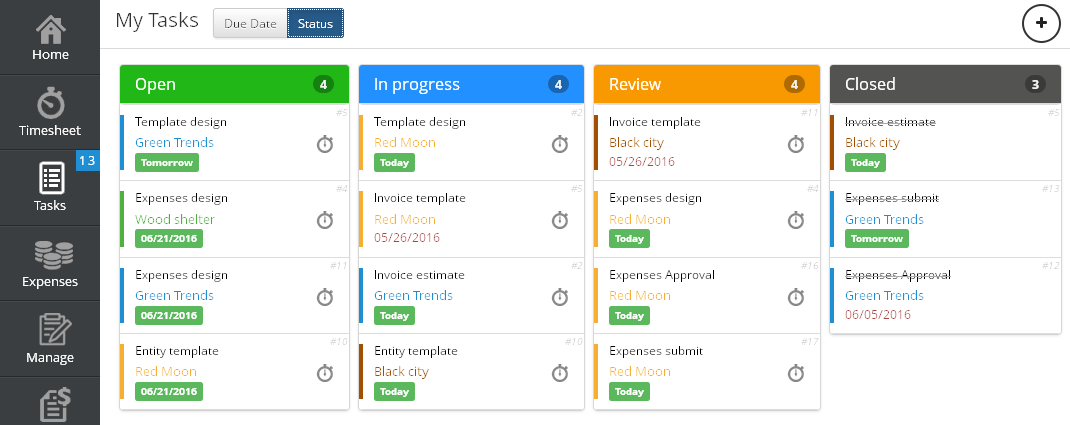 Home
Timesheet
13
Tasks
Expenses
Manage
My Tasks
Due Date
Status
Open
4
#5
Template design
Green Trends
Tomorrow
#4
Expenses design
Wood shelter
06/21/2016
#11
Expenses design
Green Trends
06/21/2016
#10
Entity template
Red Moon
06/21/2016
In progress
4
#2
Template design
Red Moon
Today
#5
Invoice template
Red Moon
05/26/2016
#2
Invoice estimate
Green Trends
Today
#10
Entity template
Black city
Today
Review
4
#11
Invoice template
Black city
05/26/2016
#4
Expenses design
Red Moon
Today
#16
Expenses Approval
Red Moon
Today
#17
Expenses submit
Red Moon
Today
Closed
3
#5
Invoice estimate
Black city
Today
#13
Expenses submit
Green Trends
Tomorrow
#12
Expenses Approval
Green Trends
06/05/2016